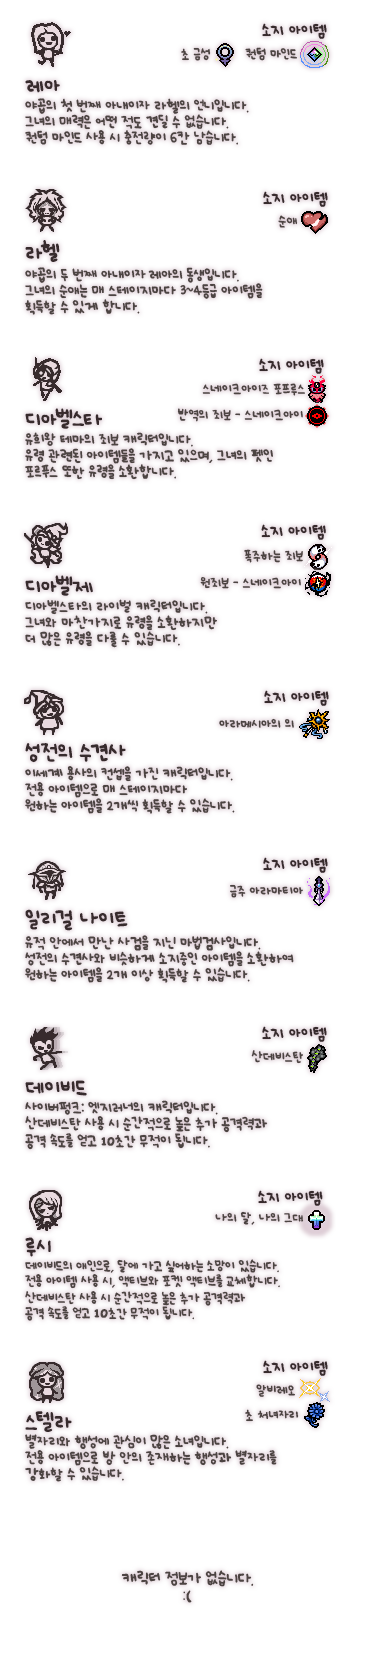 소지 아이템
초 금성 퀀텀 마인드
레아
야곱의 첫 번째 아내이자 라헬의 언니입니다.
그녀의 매력은 어떤 적도 견딜 수 없습니다.
퀀텀 마인드 사용 시 충전량이 6칸 남습니다.
소지 아이템
순애
라헬
야곱의 두 번째 아내이자 레아의 동생입니다.
그녀의 순애는 매 스테이지마다 3~4등급 아이템을
획득할 수 있게 합니다.
소지 아이템
스네이크아이즈 포프루스
반역의 죄보 - 스네이크아이
디아벨스타
유희왕 테마의 죄보 캐릭터입니다.
유령 관련된 아이템들을 가지고 있으며, 그녀의 펫인
포르푸스 또한 유령을 소환합니다.
소지 아이템
폭주하는 죄보
원죄보 - 스네이크아이
디아벨제
디아벨스타의 라이벌 캐릭터입니다.
그녀와 마찬가지로 유령을 소환하지만
더 많은 유령을 다룰 수 있습니다.
소지 아이템
아라메시아의 의
성전의 수견사
이세계 용사의 컨셉을 가진 캐릭터입니다.
전용 아이템으로 매 스테이지마다
원하는 아이템을 2개씩 획득할 수 있습니다.
소지 아이템
금주 아라마티아
일리걸 나이트
유적 안에서 만난 사검을 지닌 마법검사입니다.
성전의 수견사와 비슷하게 소지중인 아이템을 소환하여
원하는 아이템을 2개 이상 획득할 수 있습니다.
소지 아이템
산데비스탄
데이비드
사이버펑크: 엣지러너의 캐릭터입니다.
산데비스탄 사용 시 순간적으로 높은 추가 공격력과
공격 속도를 얻고 10초간 무적이 됩니다.
소지 아이템
나의 달, 나의 그대
루시
데이비드의 애인으로, 달에 가고 싶어하는 소망이 있습니다.
전용 아이템 사용 시, 액티브와 포켓 액티브를 교체합니다.
산데비스탄 사용 시 순간적으로 높은 추가 공격력과
공격 속도를 얻고 10초간 무적이 됩니다.
소지 아이템
알비레오
초 처녀자리
스텔라
별자리와 행성에 관심이 많은 소녀입니다.
전용 아이템으로 방 안의 존재하는 행성과 별자리를
강화할 수 있습니다.
캐릭터 정보가 없습니다.
:(